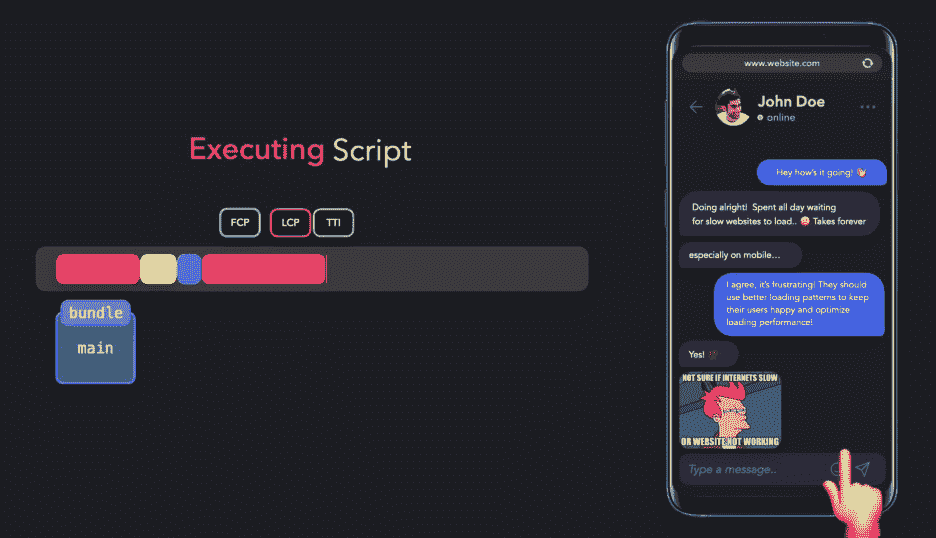 Executing Script
FCP
LCP
TTI
bundle
main
www.website.com
John Doe
online
Hey how's it going!
Doing alright! Spent all day waiting
for slow websites to load.. Takes forever
especially on mobile...
I agree, it's frustrating! They should
use better loading patterns to keep
their users happy and optimize
loading performance!
Yes!
NOT SURE IF INTERNETS SLOW
OR WEBSITE NOT WORKING
Type a message..